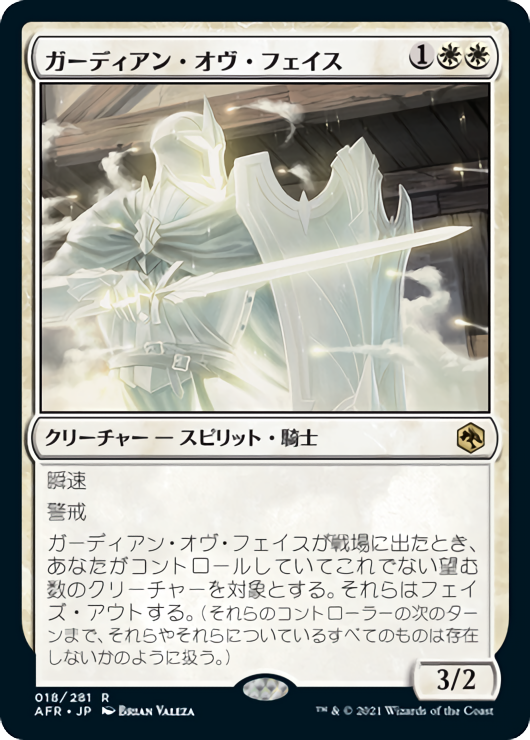 ガーディアン・オヴ・フェイス 1
クリーチャー — スピリット・騎士
瞬速
警戒
ガーディアン・オヴ・フェイスが戦場に出たとき、
あなたがコントロールしていてこれでない望む
数のクリーチャーを対象とする。それらはフェイ
ズ・アウトする。（それらのコントローラーの次のター
ンまで、それらやそれらについているすべてのものは存在
しないかのように扱う。）
3/2
018/281 R
AFR • JP Brian Valeza
™ & © 2021 Wizards of the Coast